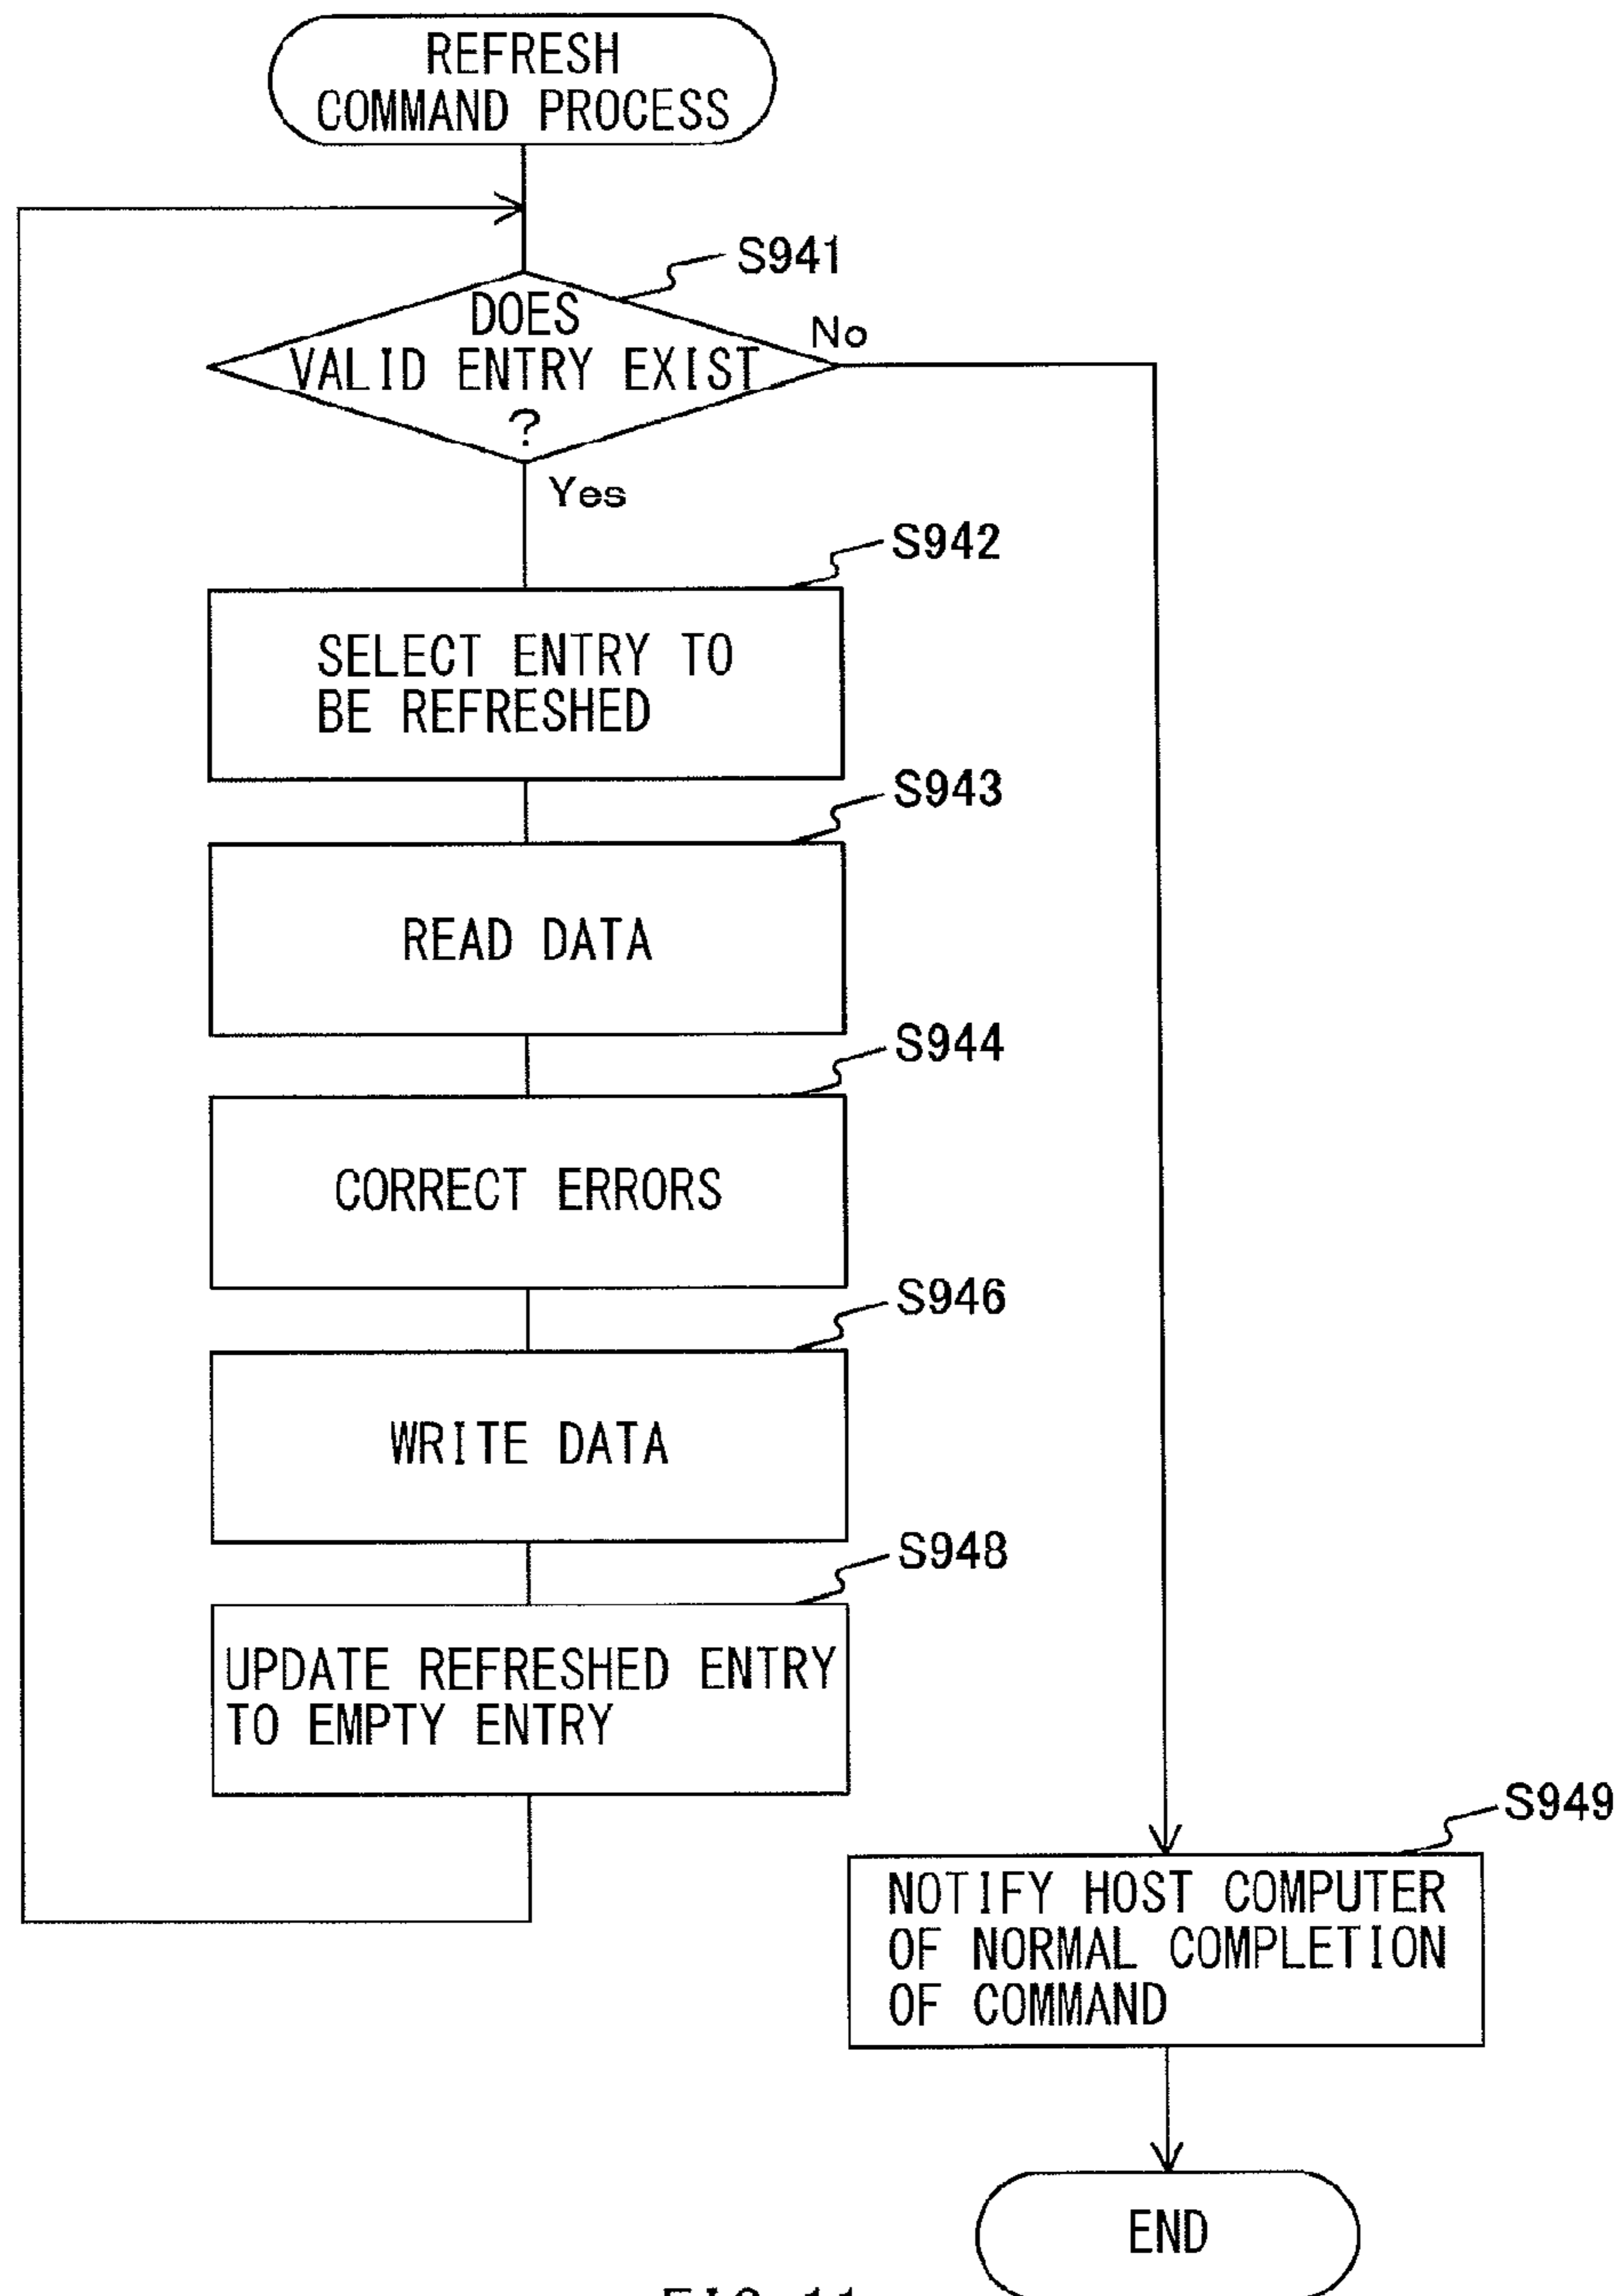 REFRESH
COMMAND PROCESS
S941
DOES
VALID ENTRY EXIST
?
No
Yes
S942
SELECT ENTRY TO
BE REFRESHED
S943
READ DATA
S944
CORRECT ERRORS
S946
WRITE DATA
S948
UPDATE REFRESHED ENTRY
TO EMPTY ENTRY
S949
NOTIFY HOST COMPUTER
OF NORMAL COMPLETION
OF COMMAND
END